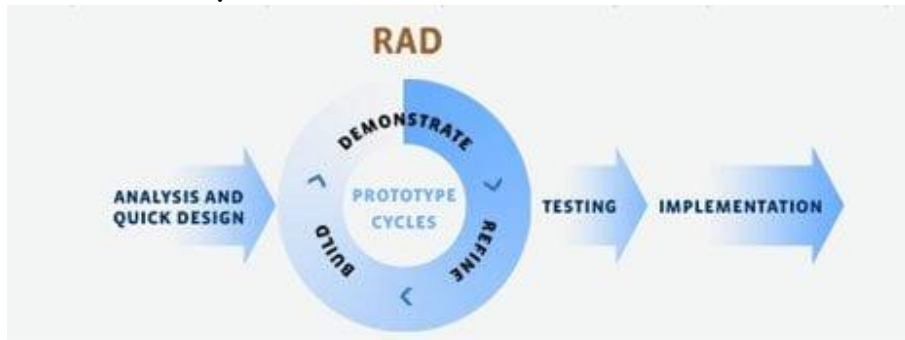 RAD
ANALYSIS AND
QUICK DESIGN
DEMONSTRATE
PROTOTYPE
CYCLES
BUILD
REFINE
TESTING
IMPLEMENTATION